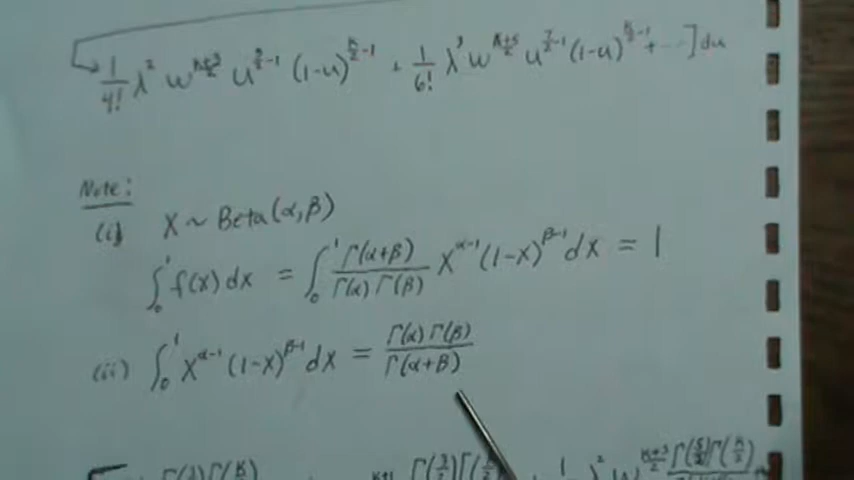 1/4! λ² w^((k+3)/2) u^(5/2-1) (1-u)^(k/2-1) + 1/6! λ³ w^((k+5)/2) u^(7/2-1) (1-u)^(k/2-1) + ⋯ ] du
Note:
(i) X ~ Beta(α,β)
∫₀¹ f(x) dx = ∫₀¹ Γ(α+β)/(Γ(α) Γ(β)) x^(α-1) (1-x)^(β-1) dx = 1
(ii) ∫₀¹ x^(α-1) (1-x)^(β-1) dx = Γ(α) Γ(β)/Γ(α+β)